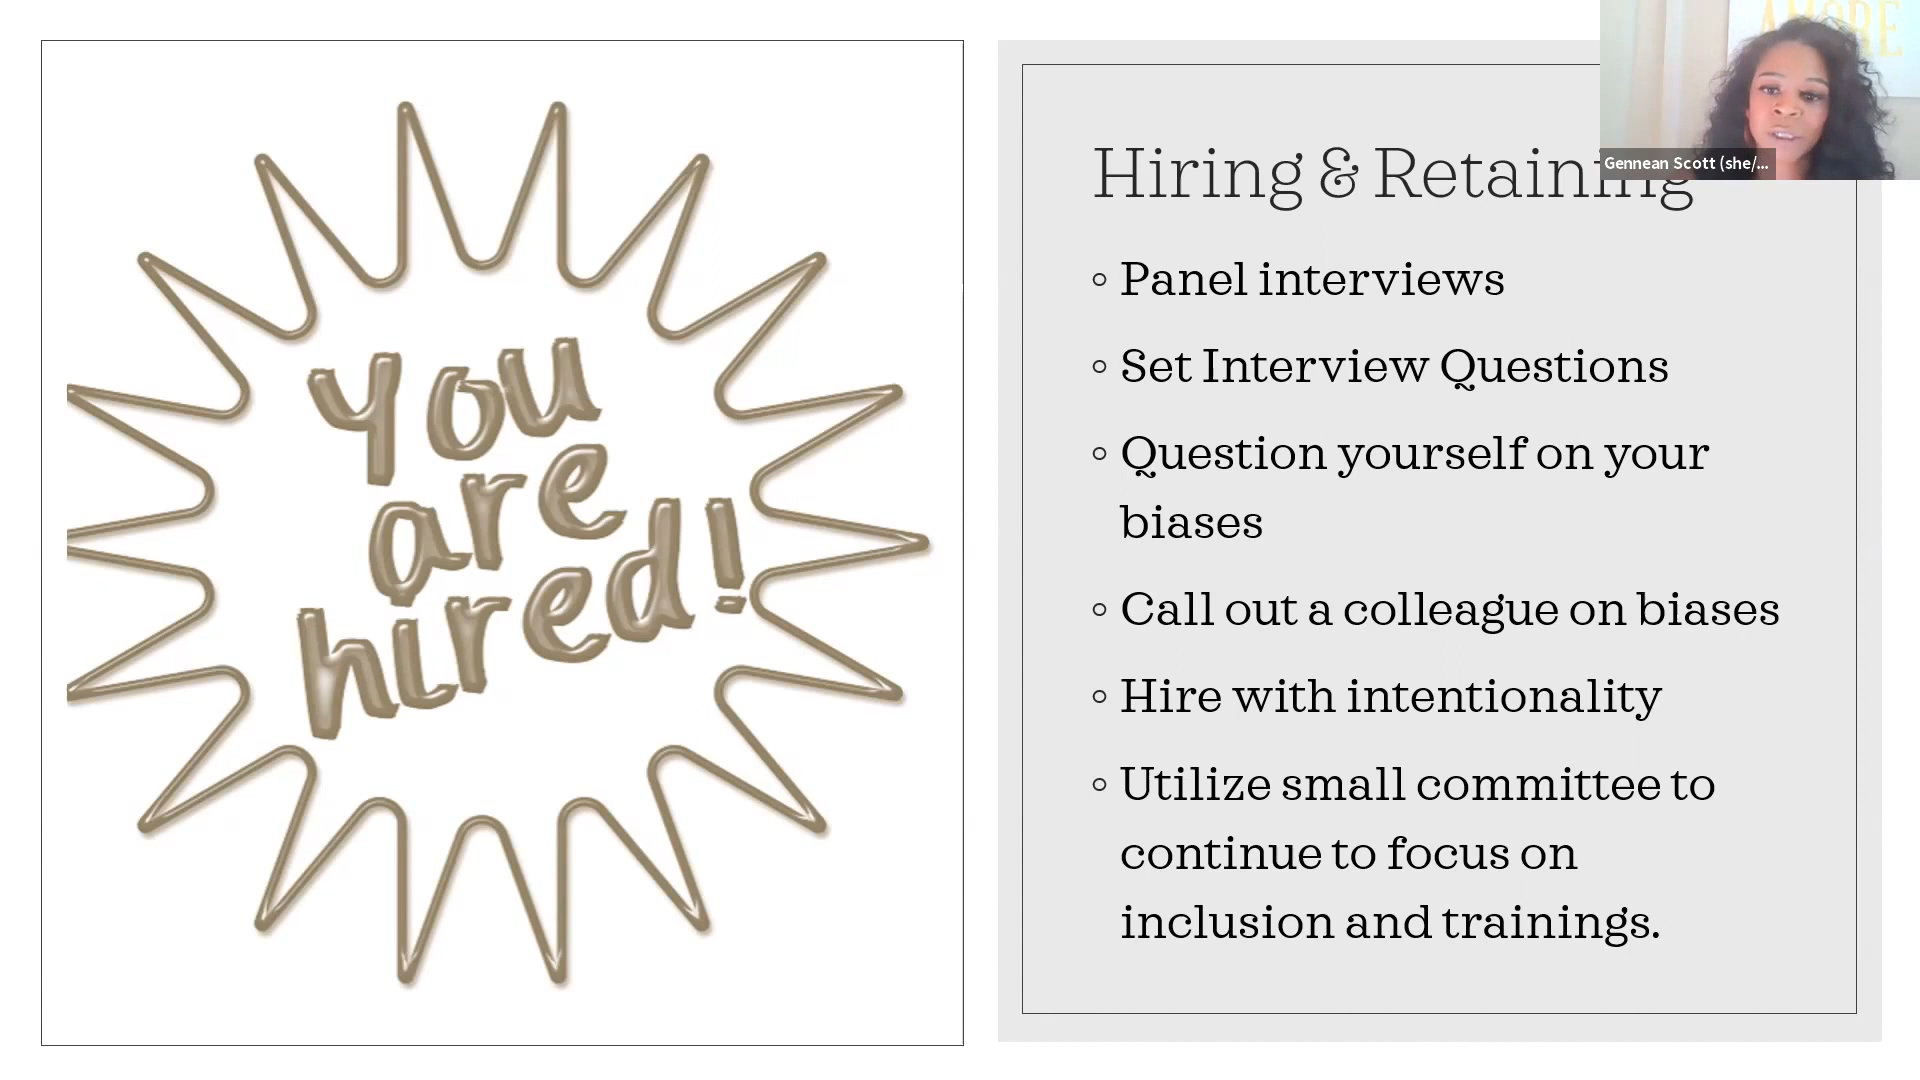 You
are
hired!
AMORE
Gennean Scott (she/...
Hiring & Retaining
◦ Panel interviews
◦ Set Interview Questions
◦ Question yourself on your
biases
◦ Call out a colleague on biases
◦ Hire with intentionality
◦ Utilize small committee to
continue to focus on
inclusion and trainings.